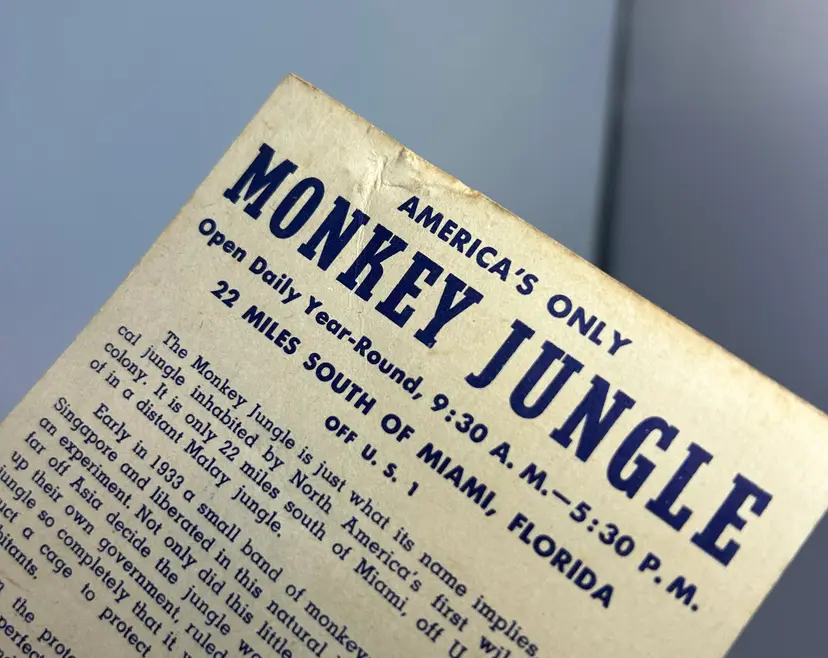 AMERICA'S ONLY
MONKEY JUNGLE
Open Daily Year-Round, 9:30 A. M.—5:30 P. M.
22 MILES SOUTH OF MIAMI, FLORIDA
OFF U. S. 1
The Monkey Jungle is just what its name implies
cal jungle inhabited by North America's first wil
colony. It is only 22 miles south of Miami, off U.
of in a distant Malay jungle.
Early in 1933 a small band of monkey
Singapore and liberated in this natural
an experiment. Not only did this little
far off Asia decide the jungle wo
up their own government, ruled
jungle so completely that it
uct a cage to protect
bitants.
the prote
perfect